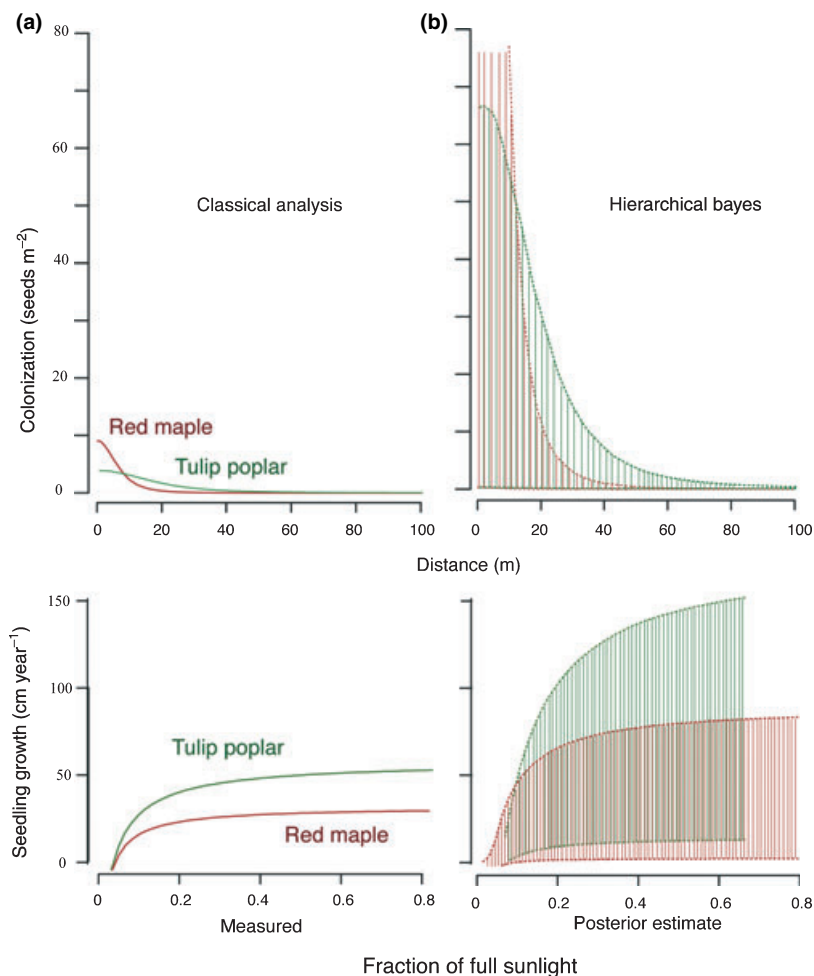 (a)
(b)
80
60
40
20
0
Colonization (seeds m⁻²)
Classical analysis
Hierarchical bayes
Red maple
Tulip poplar
0 20 40 60 80 100
0 20 40 60 80 100
Distance (m)
150
100
50
0
Seedling growth (cm year⁻¹)
Tulip poplar
Red maple
0 0.2 0.4 0.6 0.8
0 0.2 0.4 0.6 0.8
Measured
Posterior estimate
Fraction of full sunlight